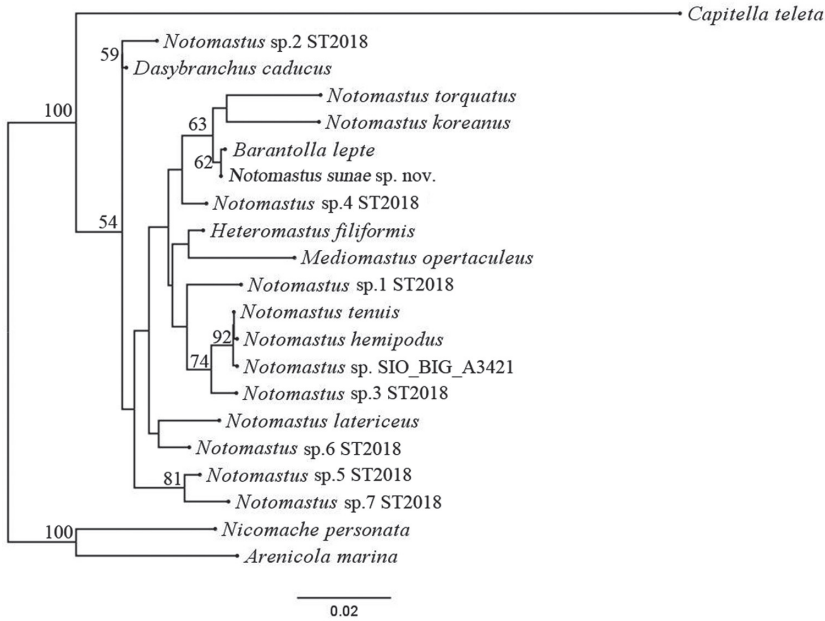 Capitella teleta
Notomastus sp.2 ST2018
59
Dasybranchus caducus
Notomastus torquatus
100
63
Notomastus koreanus
Barantolla lepte
62
Notomastus sunae sp. nov.
Notomastus sp.4 ST2018
54
Heteromastus filiformis
Mediomastus opertaculeus
Notomastus sp.1 ST2018
Notomastus tenuis
92
Notomastus hemipodus
74
Notomastus sp. SIO_BIG_A3421
Notomastus sp.3 ST2018
Notomastus latericeus
Notomastus sp.6 ST2018
81
Notomastus sp.5 ST2018
Notomastus sp.7 ST2018
100
Nicomache personata
Arenicola marina
0.02